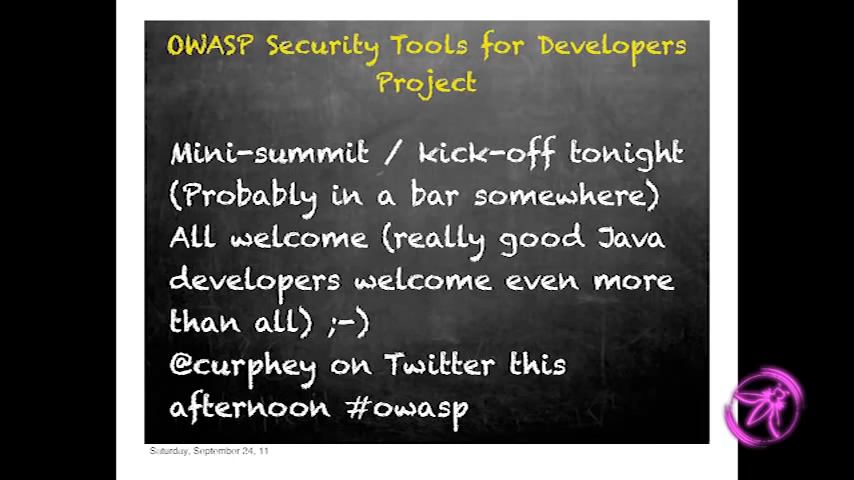 OWASP Security Tools for Developers
Project
Mini-summit / kick-off tonight
(Probably in a bar somewhere)
All welcome (really good Java
developers welcome even more
than all) ;-)
@curphey on Twitter this
afternoon #owasp
Saturday, September 24, 11